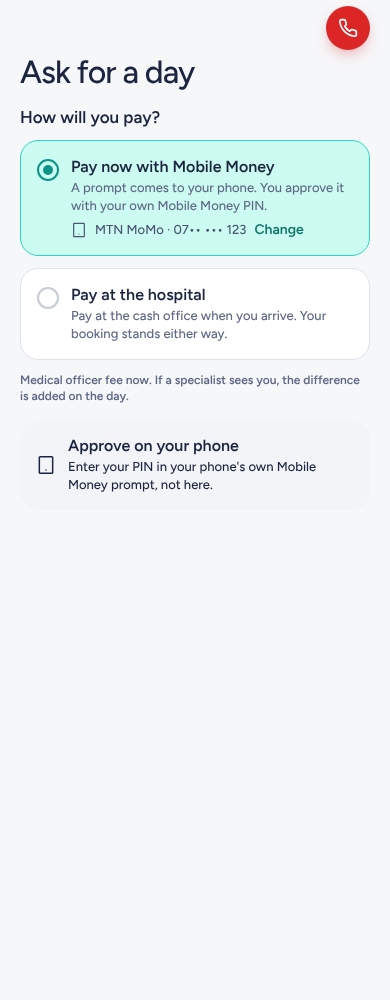 Ask for a day
How will you pay?
Pay now with Mobile Money
A prompt comes to your phone. You approve it
with your own Mobile Money PIN.
MTN MoMo · 07•• ••• 123 Change
Pay at the hospital
Pay at the cash office when you arrive. Your
booking stands either way.
Medical officer fee now. If a specialist sees you, the difference
is added on the day.
Approve on your phone
Enter your PIN in your phone's own Mobile
Money prompt, not here.